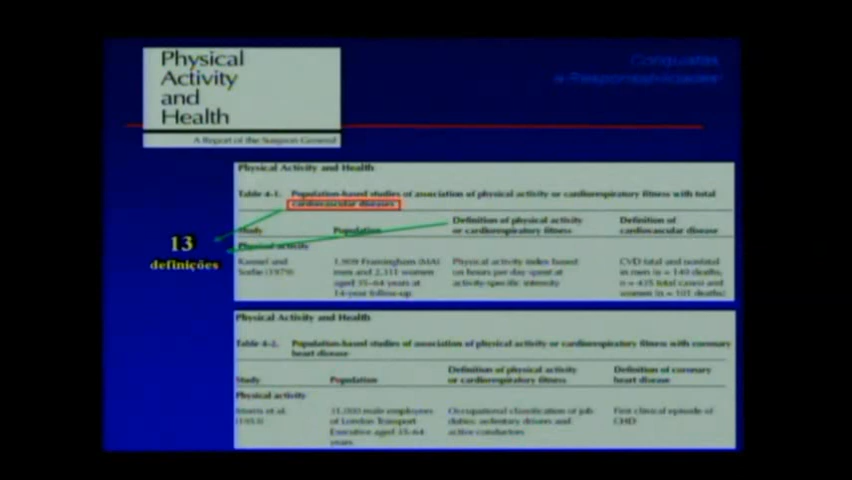 Physical
Activity
and
Health
A Report of the Surgeon General
Conquistas
e Responsabilidades
Physical Activity and Health
Table 4-1. Population-based studies of association of physical activity or cardiorespiratory fitness with total
cardiovascular diseases
Definition of physical activity Definition of
Study Population or cardiorespiratory fitness cardiovascular disease
Physical activity
Kannel and 1,909 Framingham (MA) Physical activity index based CVD total and nonfatal
Sorlie (1979) men and 2,311 women on hours per day spent at in men (n = 140 deaths,
aged 35–64 years at activity-specific intensity n = 435 total cases) and
14-year follow-up women (n = 101 deaths)
13
definições
Physical Activity and Health
Table 4-2. Population-based studies of association of physical activity or cardiorespiratory fitness with coronary
heart disease
Definition of physical activity Definition of coronary
Study Population or cardiorespiratory fitness heart disease
Physical activity
Morris et al. 31,000 male employees Occupational classification of job First clinical episode of
(1953) of London Transport duties: sedentary drivers and CHD
Executive aged 35–64 active conductors
years